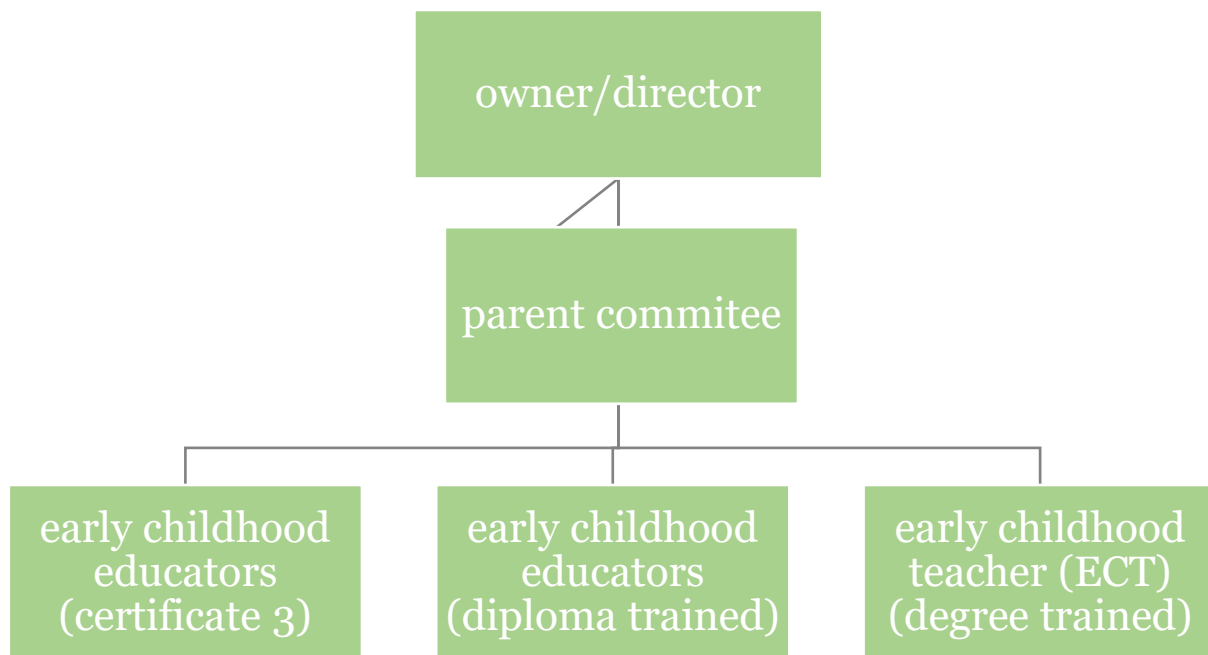 owner/director
parent commitee
early childhood
educators
(certificate 3)
early childhood
educators
(diploma trained)
early childhood
teacher (ECT)
(degree trained)